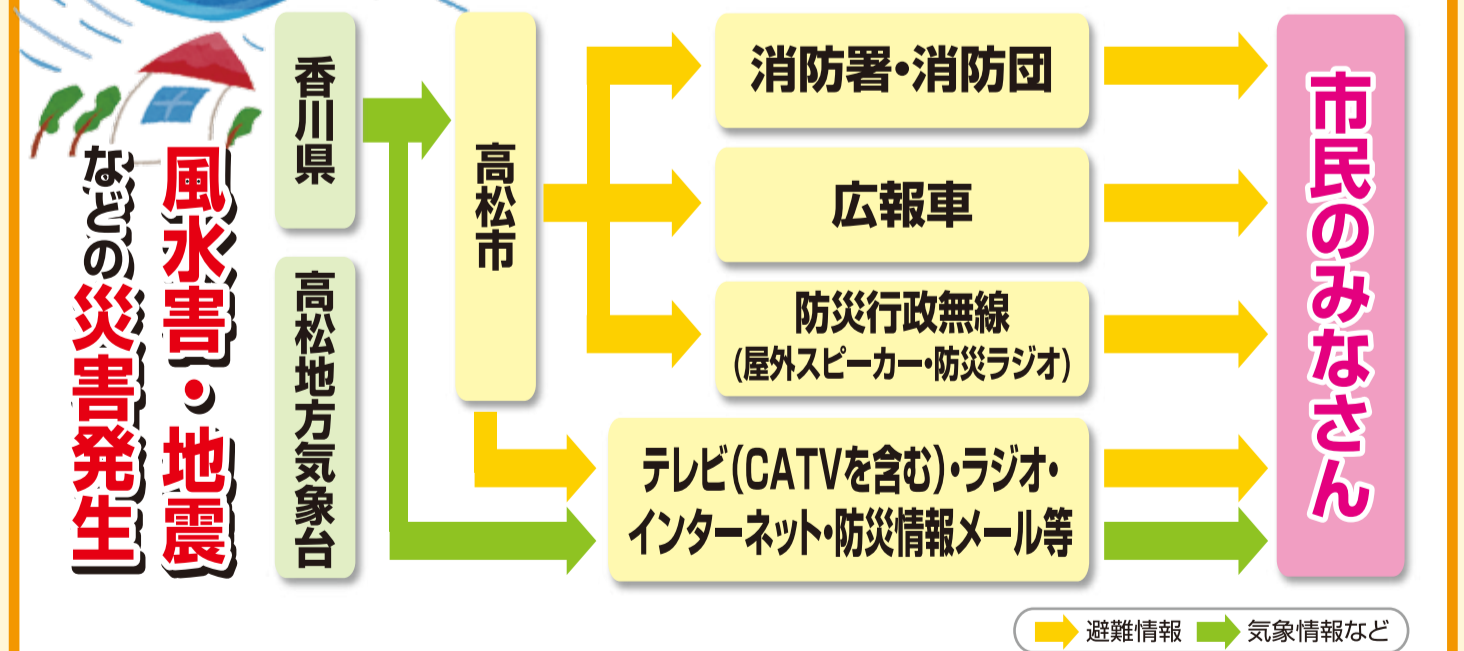 風水害・地震
などの災害発生
香川県
高松地方気象台
高松市
消防署・消防団
広報車
防災行政無線
(屋外スピーカー・防災ラジオ)
テレビ(CATVを含む)・ラジオ・
インターネット・防災情報メール等
市民のみなさん
避難情報
気象情報など